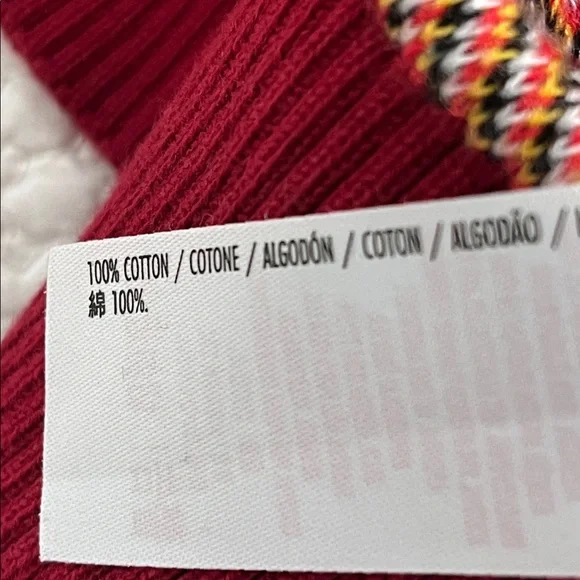 100% COTTON / COTONE / ALGODÓN / COTON / ALGODÃO /
綿 100%.